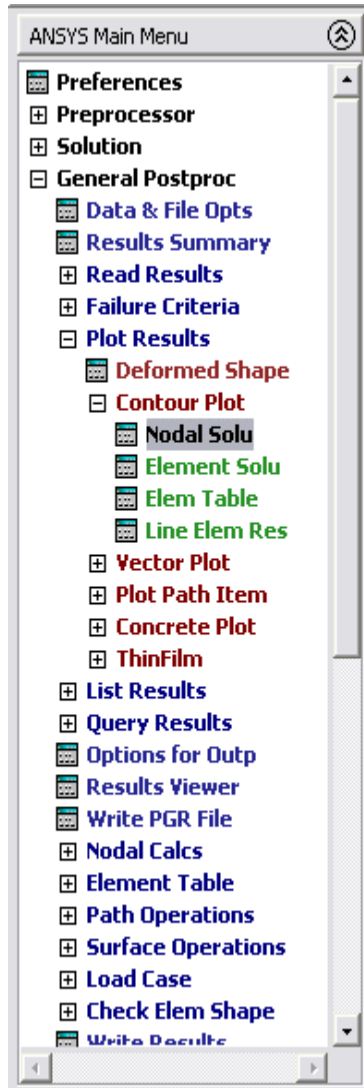 ANSYS Main Menu
Preferences
Preprocessor
Solution
General Postproc
Data & File Opts
Results Summary
Read Results
Failure Criteria
Plot Results
Deformed Shape
Contour Plot
Nodal Solu
Element Solu
Elem Table
Line Elem Res
Vector Plot
Plot Path Item
Concrete Plot
ThinFilm
List Results
Query Results
Options for Outp
Results Viewer
Write PGR File
Nodal Calcs
Element Table
Path Operations
Surface Operations
Load Case
Check Elem Shape
Write Results